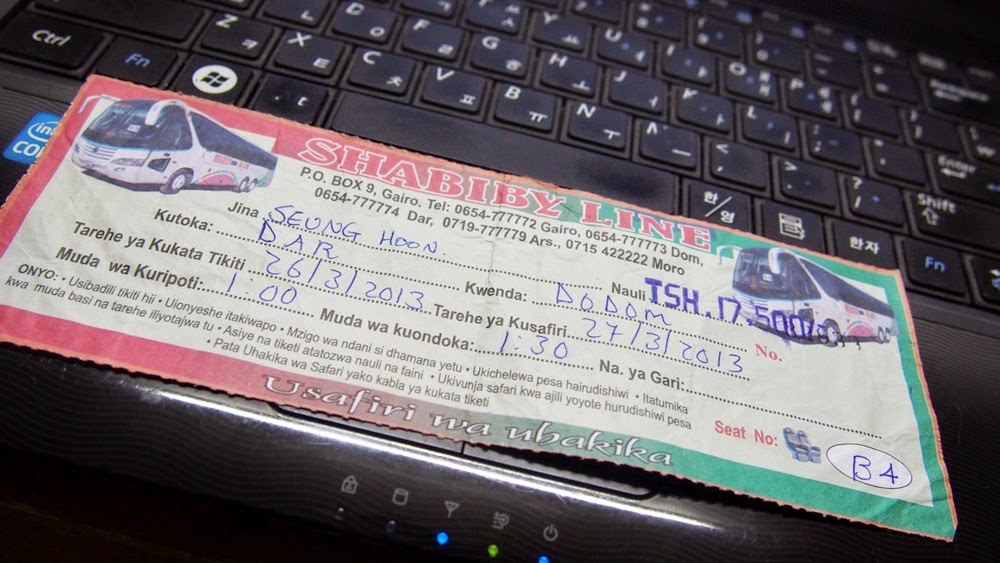 SHABIBY LINE
P.O. BOX 9, Gairo. Tel: 0654-777772 Gairo, 0654-777773 Dom,
0654-777774 Dar, 0719-777779 Ars., 0715 422222 Moro
Jina SEUNG HOON. Nauli TSH. 17,500/=
Kutoka: DAR Kwenda: DODOM No.
Tarehe ya Kukata Tikiti 26/3/2013 Tarehe ya Kusafiri 27/3/2013
Muda wa Kuripoti: 1:00 Muda wa kuondoka: 1:30 Na. ya Gari:
ONYO: • Usibadili tikiti hii • Uionyeshe itakiwapo • Mzigo wa ndani si dhamana yetu • Ukichelewa pesa hairudishiwi • Itatumika
kwa muda basi na tarehe iliyotajwa tu • Asiye na tiketi atatozwa nauli na faini • Ukivunja safari kwa ajili yoyote hurudishiwi pesa
• Pata Uhakika wa Safari yako kabla ya kukata tiketi
Seat No: B4
Usafiri wa ubakika
Ctrl
Fn
Z ㅋ
X ㅌ
C ㅊ
V ㅍ
B ㅠ
N ㅜ
M ㅡ
D ㅇ
G ㅎ
H ㅗ
J ㅓ
한/영
한자
Fn
Shift
Enter